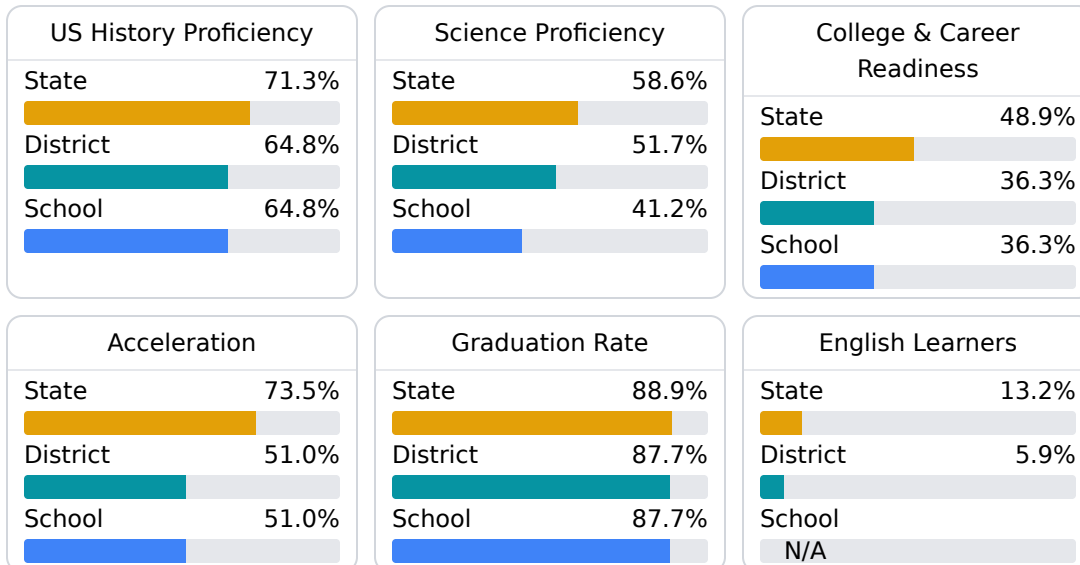 US History Proficiency
State 71.3%
District 64.8%
School 64.8%
Science Proficiency
State 58.6%
District 51.7%
School 41.2%
College & Career
Readiness
State 48.9%
District 36.3%
School 36.3%
Acceleration
State 73.5%
District 51.0%
School 51.0%
Graduation Rate
State 88.9%
District 87.7%
School 87.7%
English Learners
State 13.2%
District 5.9%
School
N/A